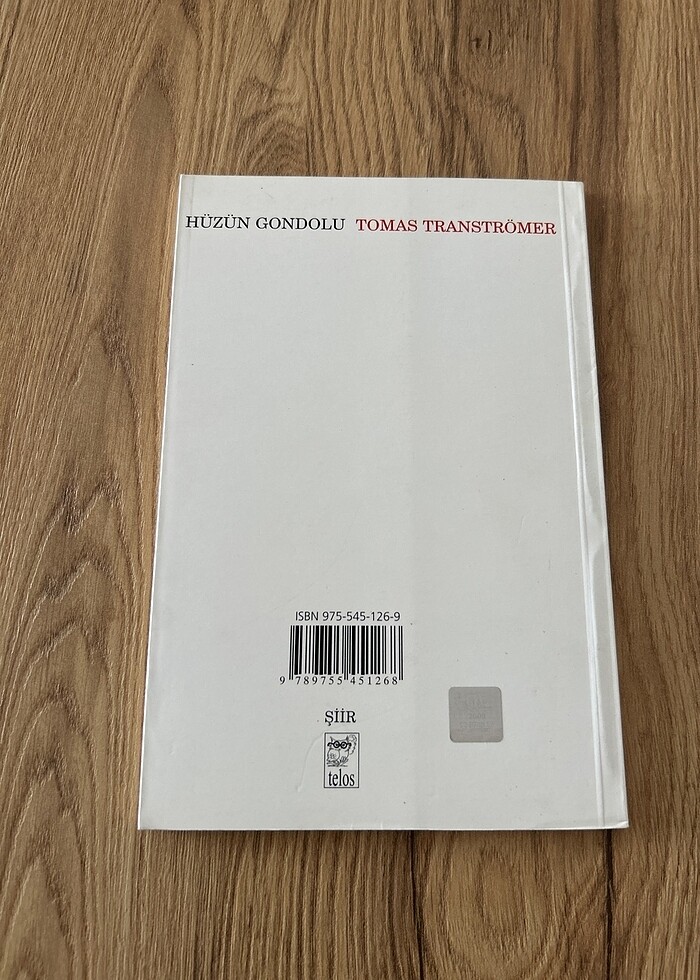 HÜZÜN GONDOLU TOMAS TRANSTRÖMER
ISBN 975-545-126-9
9 789755 451268
ŞİİR
telos